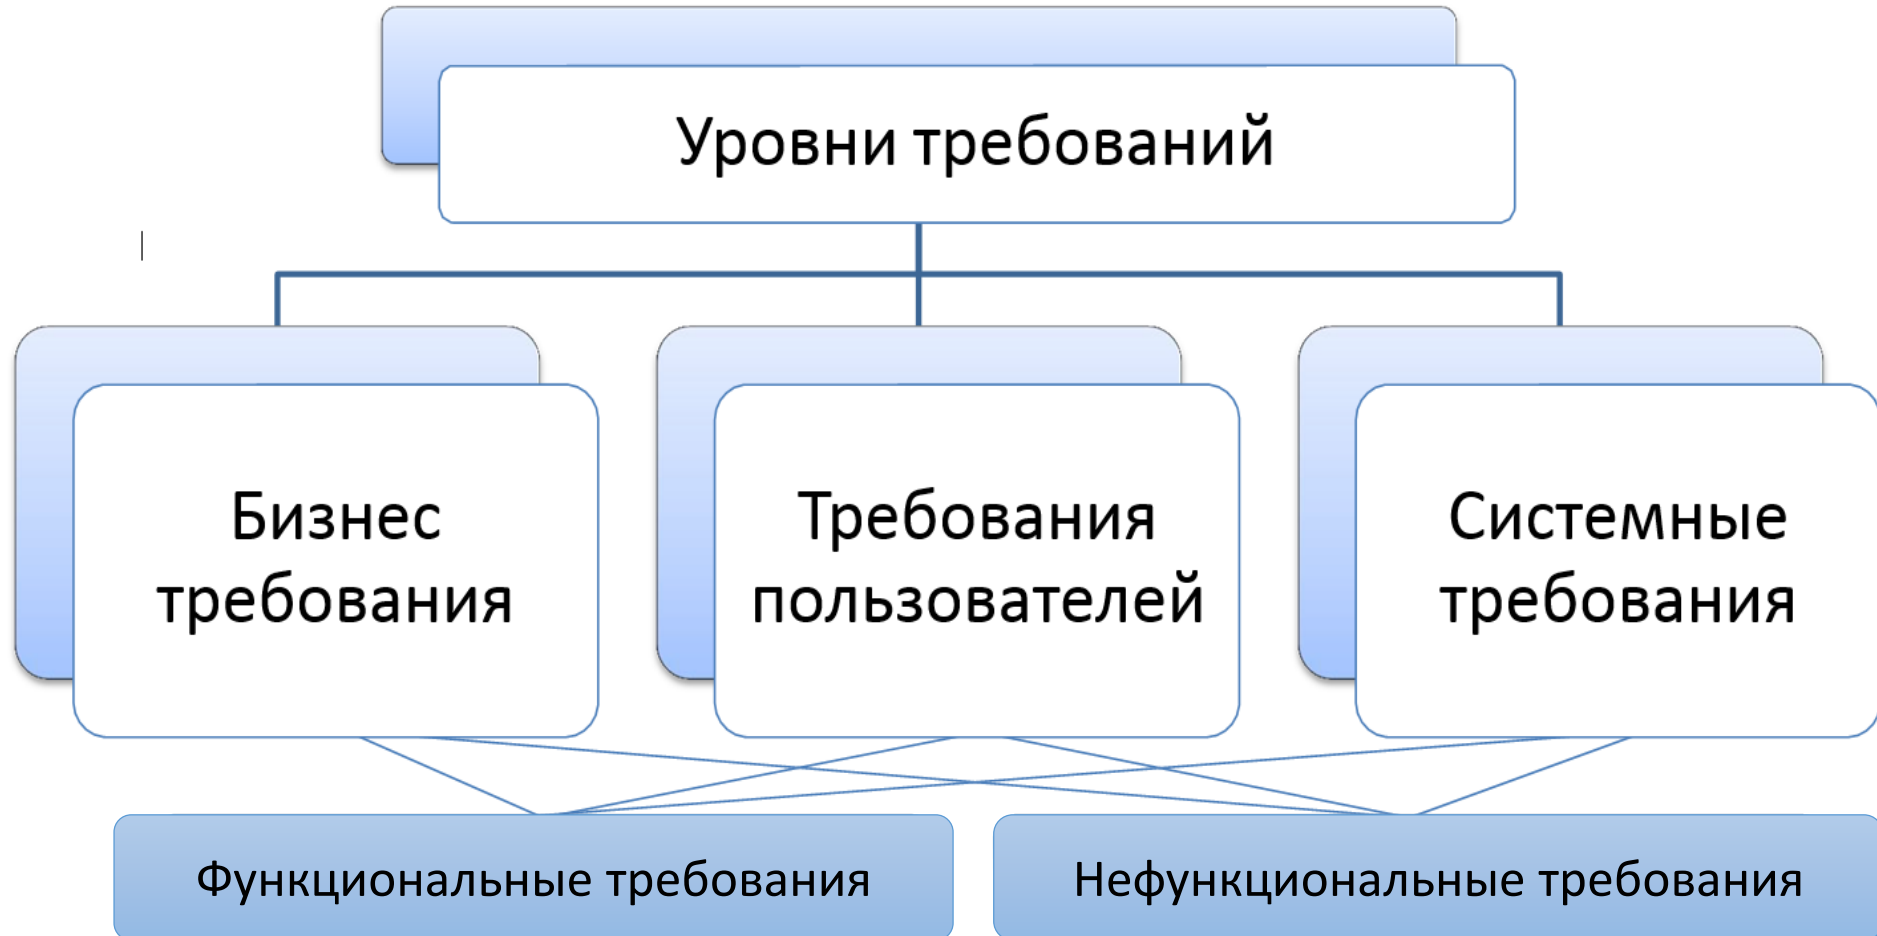 Уровни требований
Бизнес
требования
Требования
пользователей
Системные
требования
Функциональные требования
Нефункциональные требования